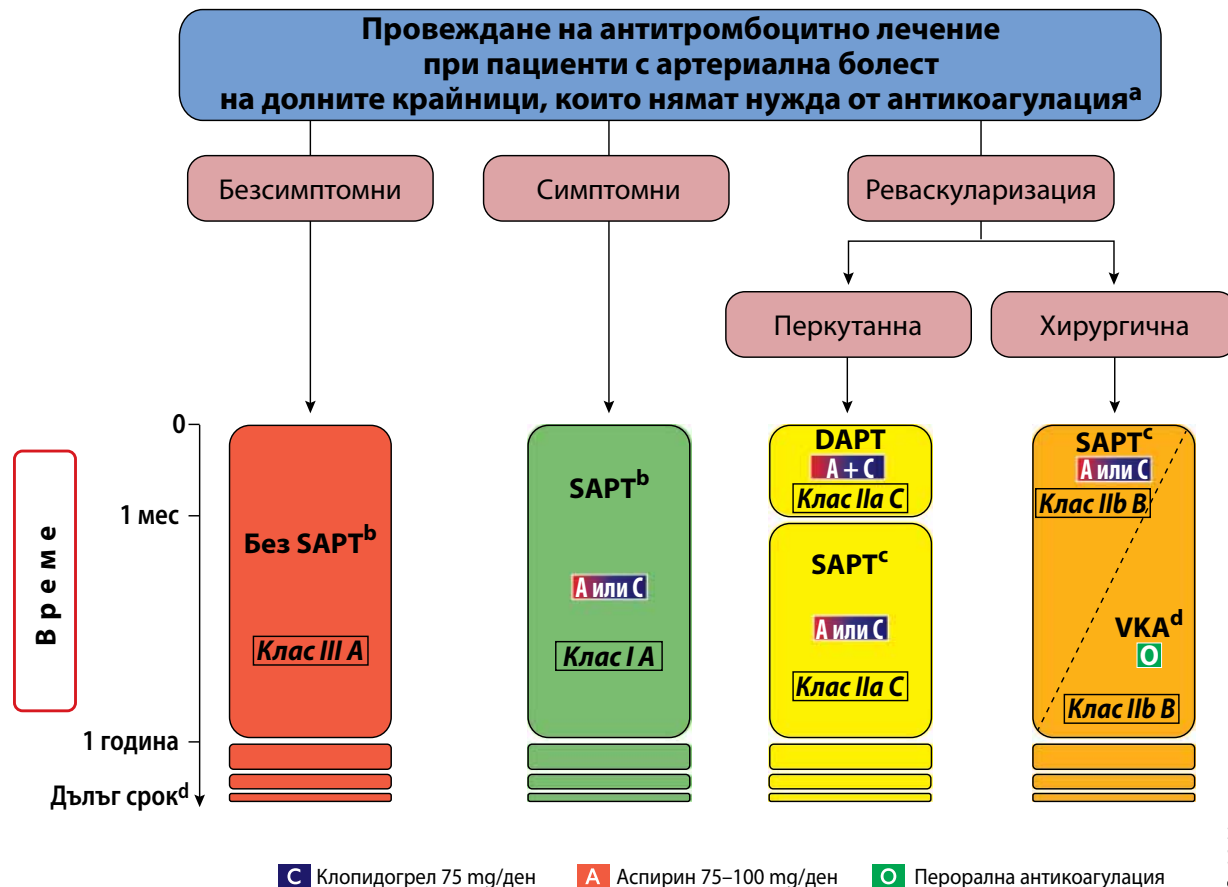 Провеждане на антитромбоцитно лечение
при пациенти с артериална болест
на долните крайници, които нямат нужда от антикоагулацияᵃ
Безсимптомни
Симптомни
Реваскуларизация
Перкутанна
Хирургична
Време
0
1 мес
1 година
Дълъг срокᵈ
Без SAPTᵇ
Клас III A
SAPTᵇ
А или С
Клас I A
DAPT
A + C
Клас IIa C
SAPTᶜ
А или С
Клас IIa C
SAPTᶜ
А или С
Клас IIb B
VKAᵈ
O
Клас IIb B
C Клопидогрел 75 mg/ден A Аспирин 75–100 mg/ден O Перорална антикоагулация